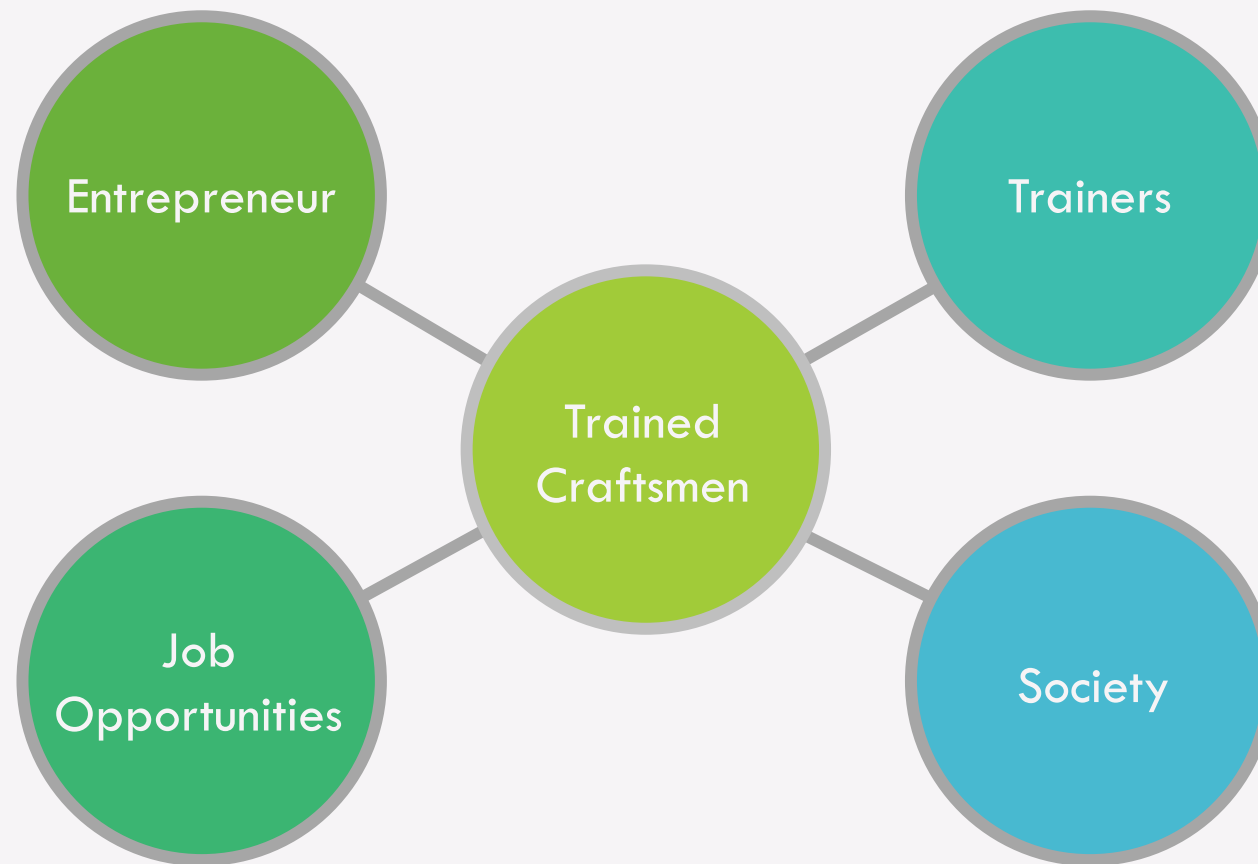 Entrepreneur
Trainers
Trained
Craftsmen
Job
Opportunities
Society